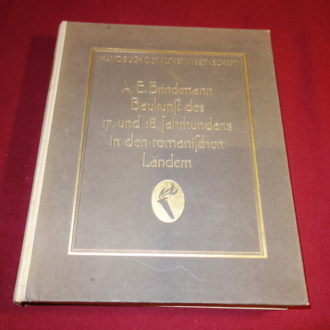 HANDBUCH DER KUNSTWISSENSCHAFT
A. E. Brinckmann
Baukunſt des
17. und 18. Jahrhunderts
in den romaniſchen
Ländern